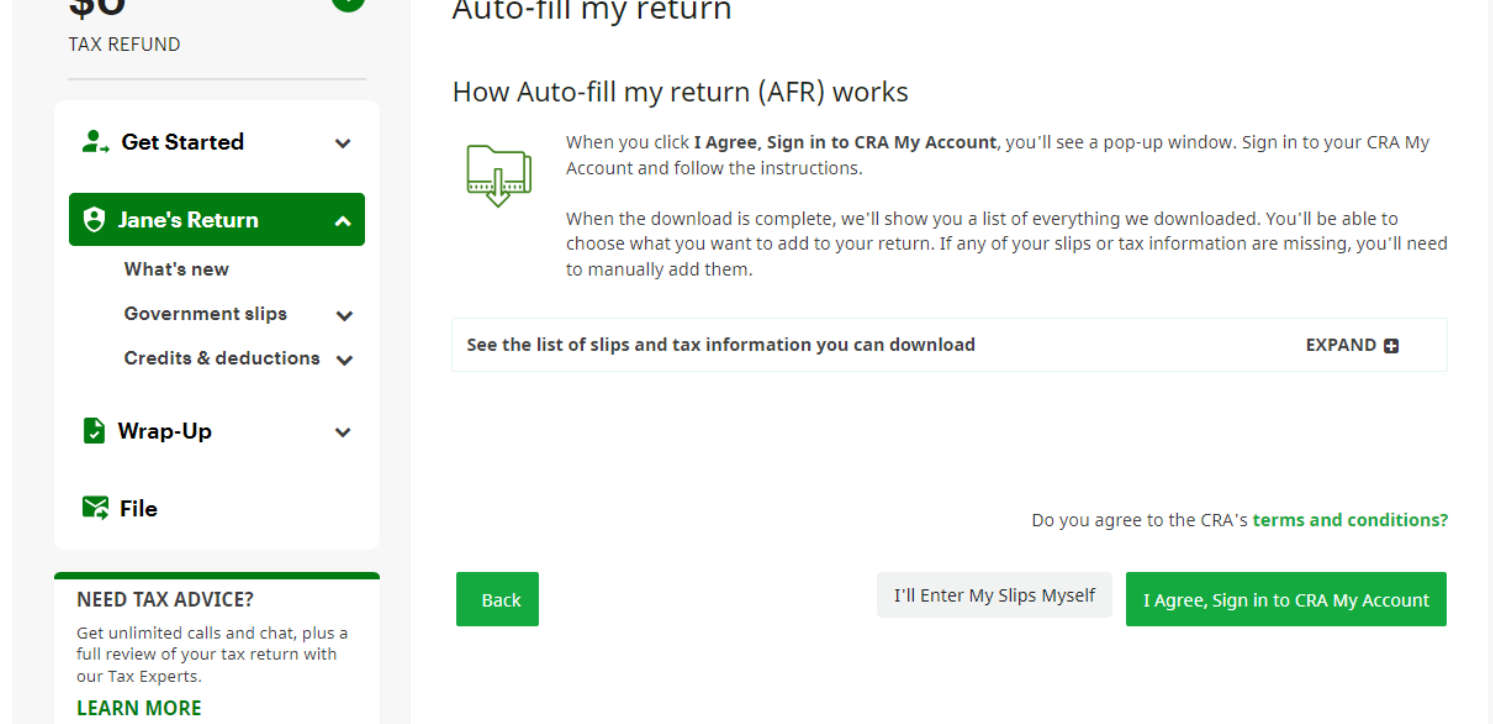 $0
TAX REFUND
Get Started
Jane's Return
What's new
Government slips
Credits & deductions
Wrap-Up
File
NEED TAX ADVICE?
Get unlimited calls and chat, plus a
full review of your tax return with
our Tax Experts.
LEARN MORE
Auto-fill my return
How Auto-fill my return (AFR) works
When you click I Agree, Sign in to CRA My Account, you'll see a pop-up window. Sign in to your CRA My
Account and follow the instructions.
When the download is complete, we'll show you a list of everything we downloaded. You'll be able to
choose what you want to add to your return. If any of your slips or tax information are missing, you'll need
to manually add them.
See the list of slips and tax information you can download EXPAND
Do you agree to the CRA's terms and conditions?
Back
I'll Enter My Slips Myself
I Agree, Sign in to CRA My Account